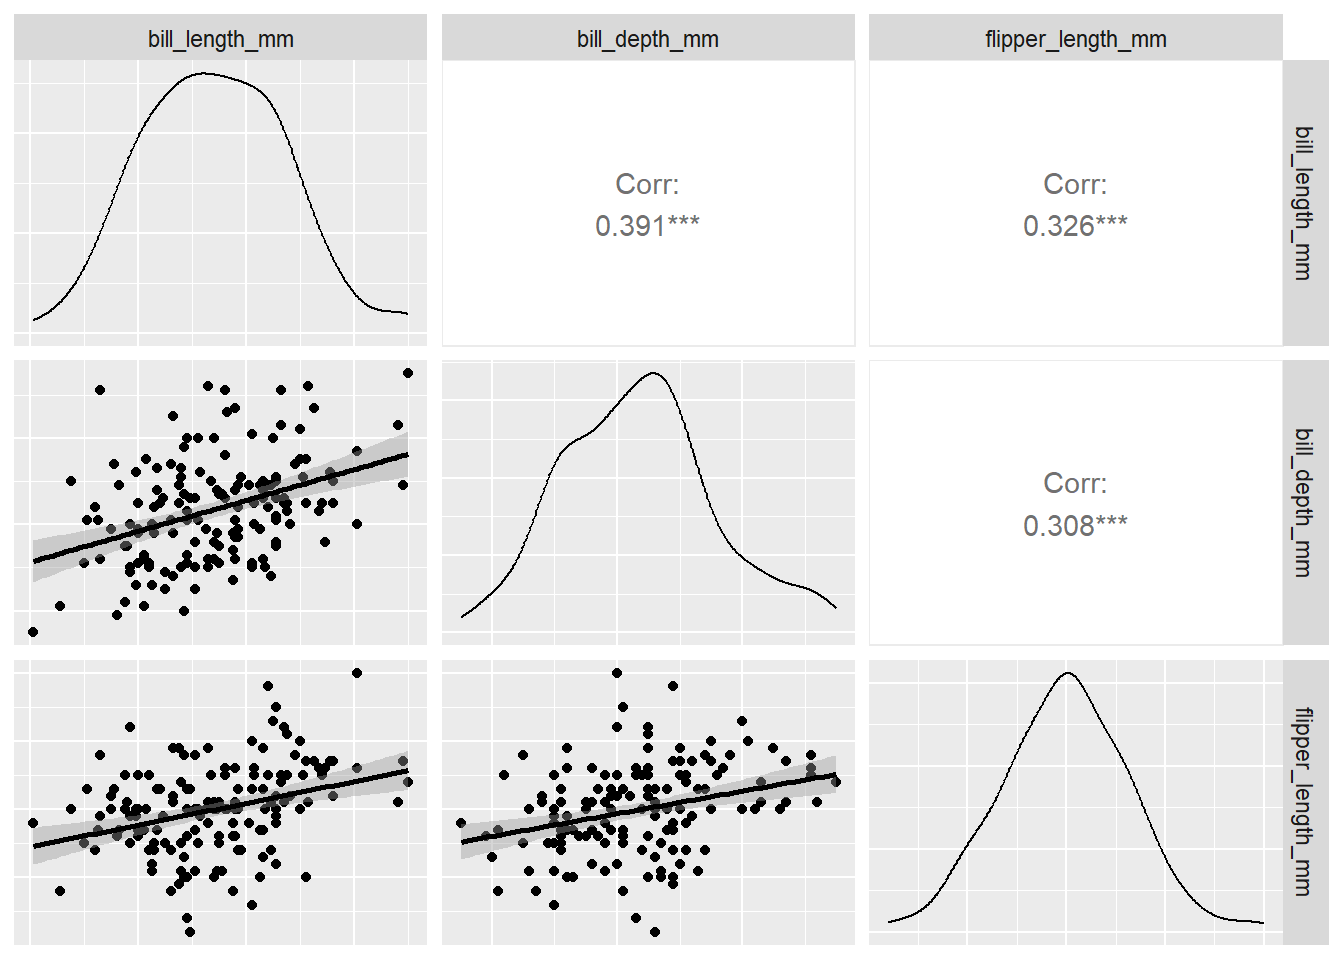 bill_length_mm
bill_depth_mm
flipper_length_mm
Corr:
0.391***
Corr:
0.326***
bill_length_mm
Corr:
0.308***
bill_depth_mm
flipper_length_mm